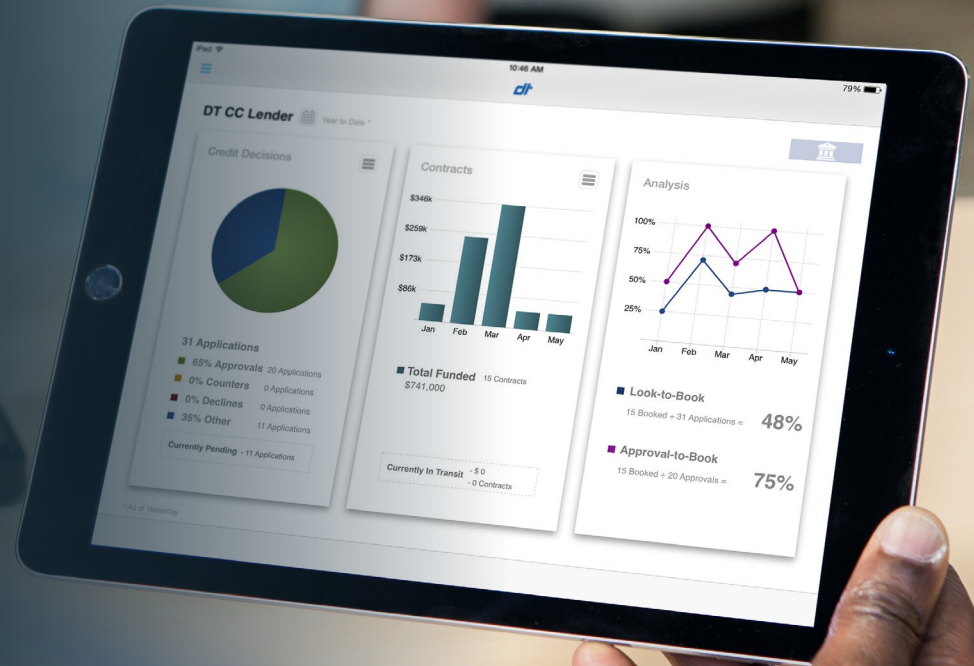 iPad
10:46 AM
79%
dt
DT CC Lender
Year to Date *
Credit Decisions
31 Applications
65% Approvals 20 Applications
0% Counters 0 Applications
0% Declines 0 Applications
35% Other 11 Applications
Currently Pending - 11 Applications
* As of Yesterday
Contracts
$346k
$259k
$173k
$86k
Jan Feb Mar Apr May
Total Funded 15 Contracts
$741,000
Currently In Transit - $ 0
- 0 Contracts
Analysis
100%
75%
50%
25%
Jan Feb Mar Apr May
Look-to-Book
15 Booked ÷ 31 Applications = 48%
Approval-to-Book
15 Booked ÷ 20 Approvals = 75%